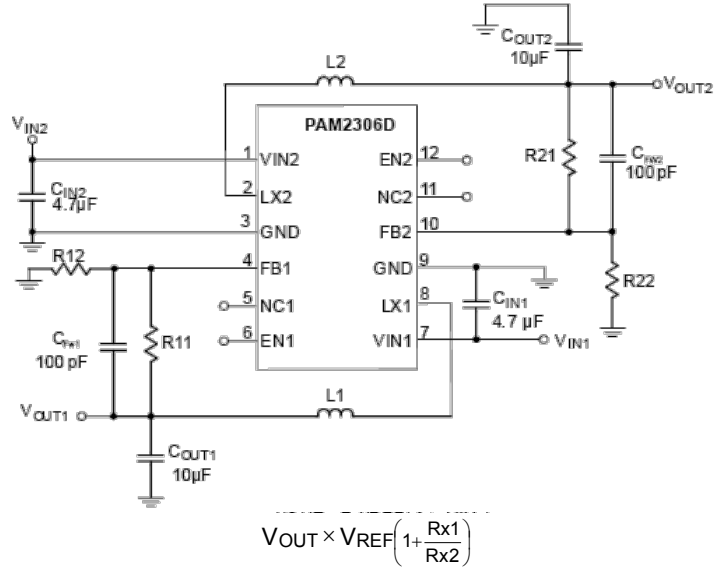 COUT2
10µF
L2
VOUT2
VIN2
PAM2306D
1 VIN2 EN2 12
R21
CFW2
100 pF
CIN2
4.7µF
2 LX2 NC2 11
3 GND FB2 10
R12
4 FB1 GND 9
R22
CIN1
4.7 µF
5 NC1 LX1 8
CFW1
100 pF
R11
6 EN1 VIN1 7
VIN1
L1
VOUT1
COUT1
10µF
VOUT × VREF(1+Rx1/Rx2)